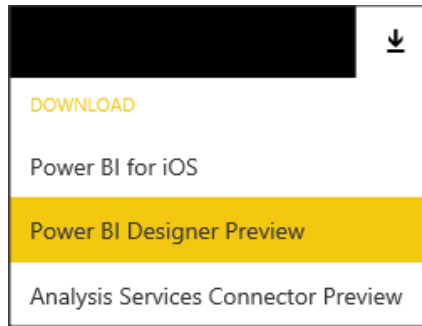 DOWNLOAD
Power BI for iOS
Power BI Designer Preview
Analysis Services Connector Preview